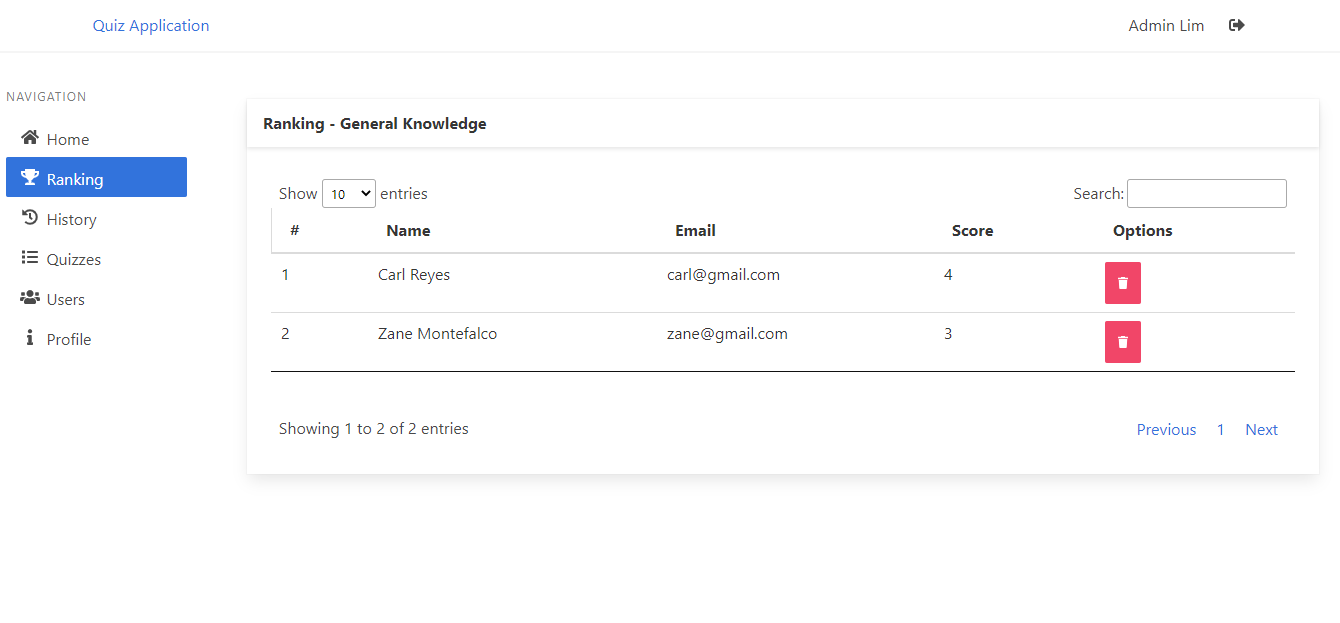 Quiz Application Admin Lim
NAVIGATION
Home
Ranking
History
Quizzes
Users
Profile
Ranking - General Knowledge
Show 10 entries Search:
# Name Email Score Options
1 Carl Reyes carl@gmail.com 4
2 Zane Montefalco zane@gmail.com 3
Showing 1 to 2 of 2 entries Previous 1 Next